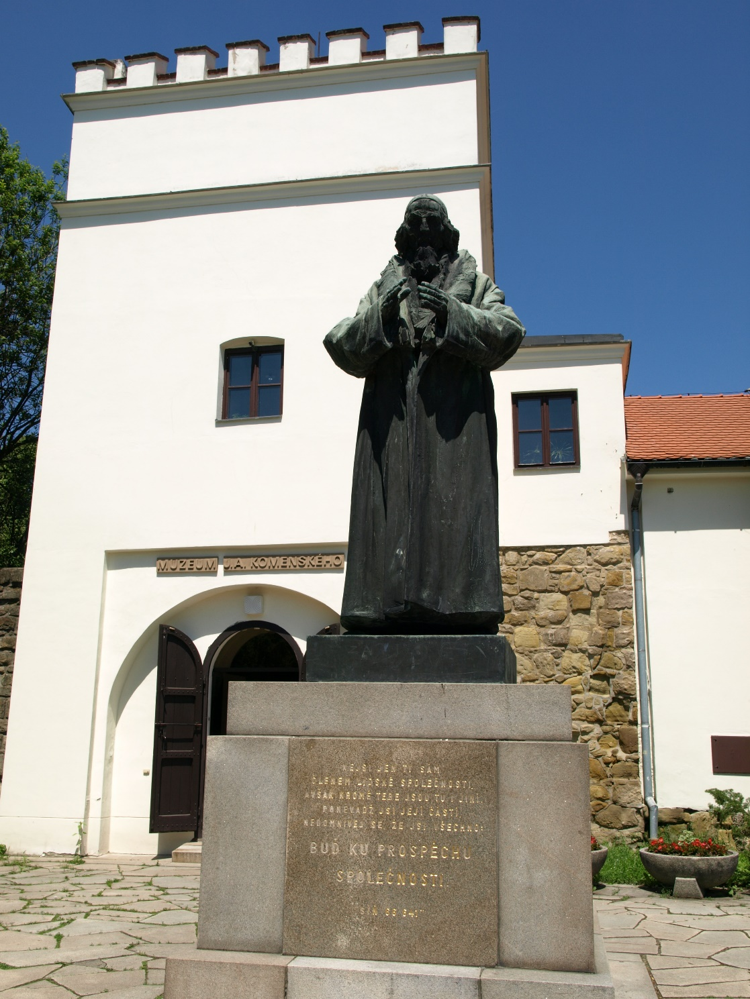 MUZEUM J.A. KOMENSKÉHO
NEJSI JEN TY SÁM
ČLENEM LIDSKÉ SPOLEČNOSTI.
AVŠAK KROMĚ TEBE JSOU TU I JINÍ.
PONEVADŽ JSI JEJÍ ČÁSTÍ,
NEDOMNÍVEJ SE, ŽE JSI VŠECHNO:
BUĎ KU PROSPĚCHU
SPOLEČNOSTI.